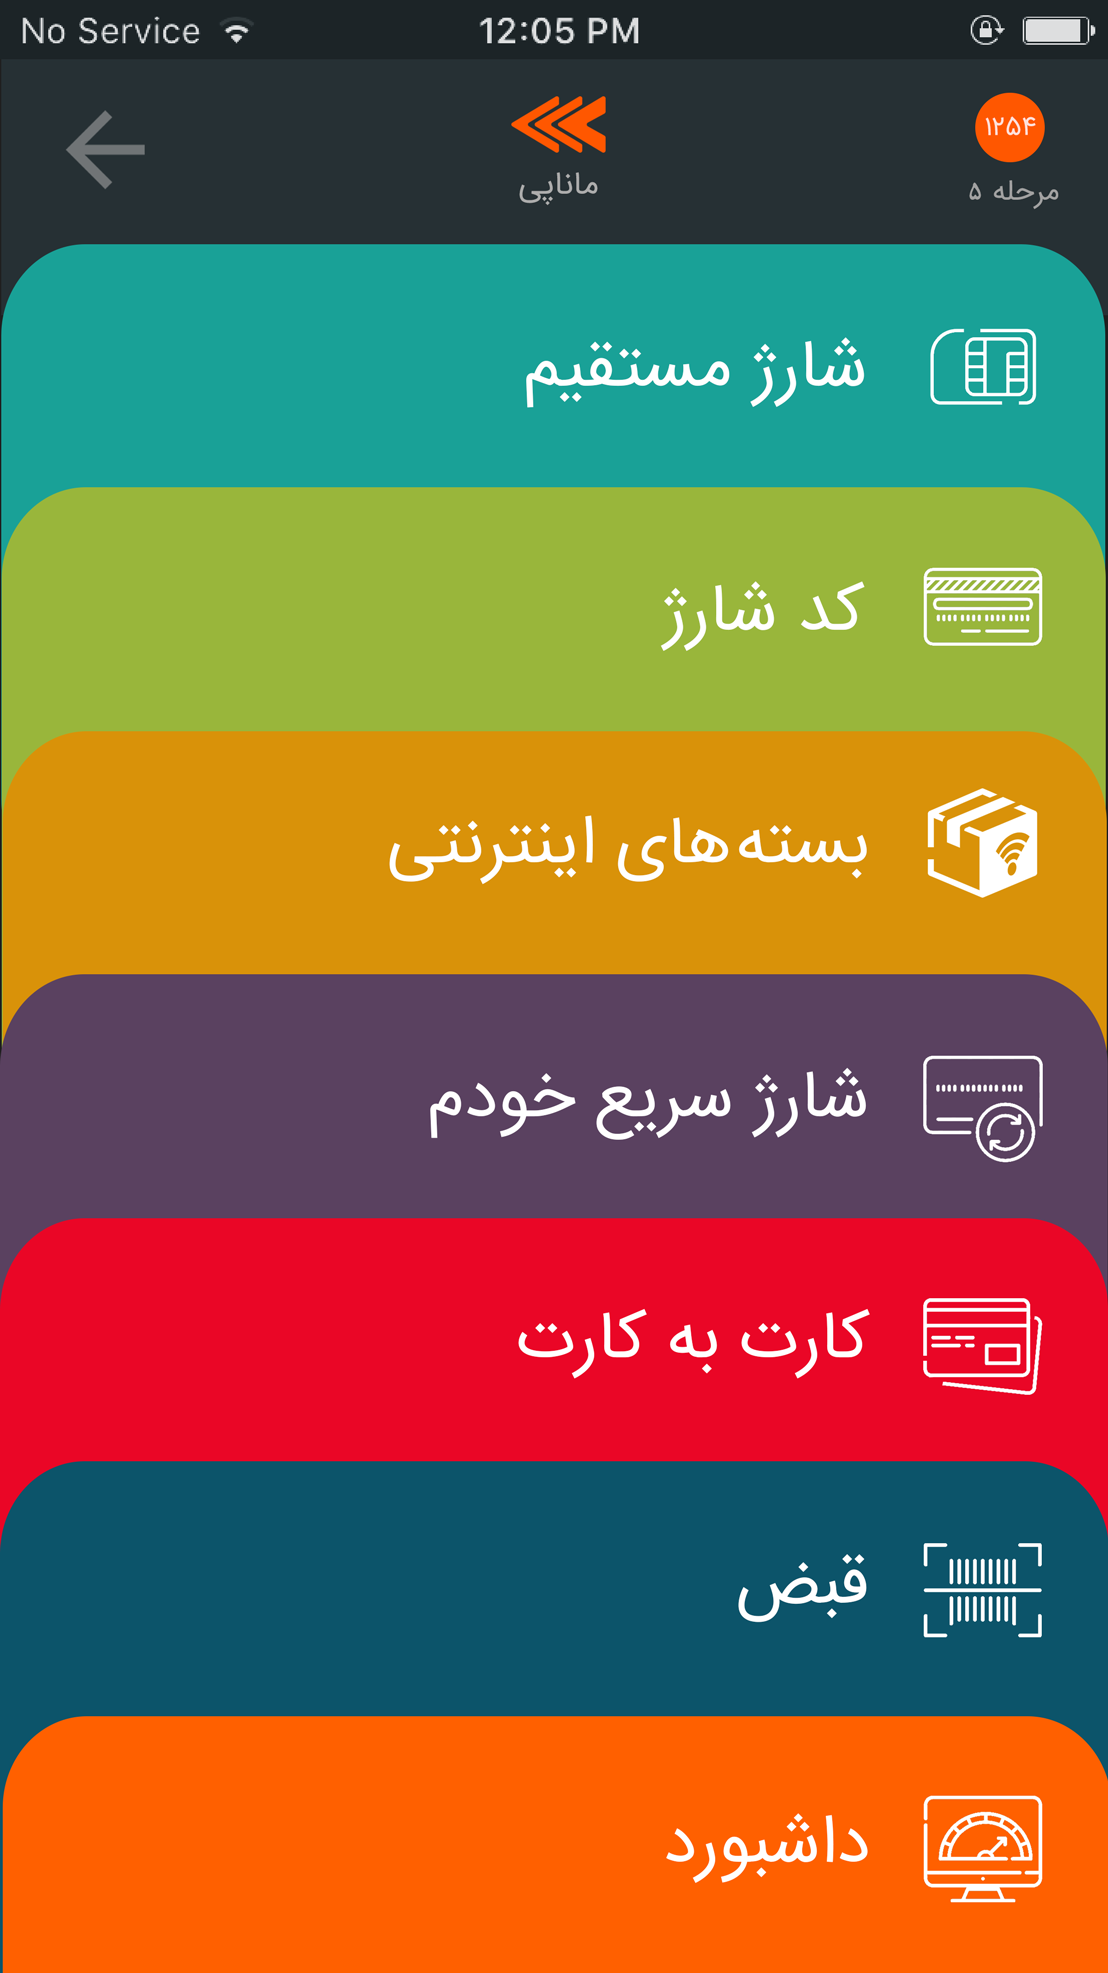 No Service 12:05 PM
۱۲۵۴
مرحله ۵
ماناپی
شارژ مستقیم
کد شارژ
بسته‌های اینترنتی
شارژ سریع خودم
کارت به کارت
قبض
داشبورد